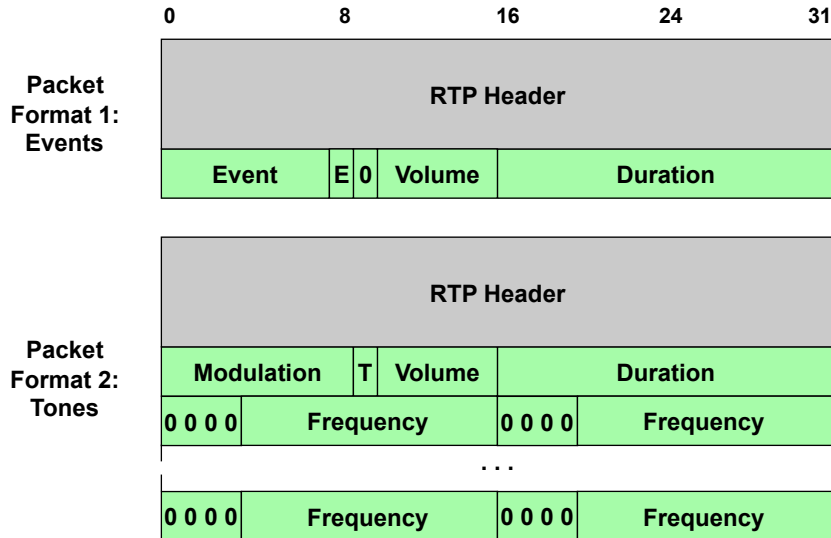 0 8 16 24 31
Packet
Format 1:
Events
RTP Header
Event E 0 Volume Duration
Packet
Format 2:
Tones
RTP Header
Modulation T Volume Duration
0 0 0 0 Frequency 0 0 0 0 Frequency
. . .
0 0 0 0 Frequency 0 0 0 0 Frequency